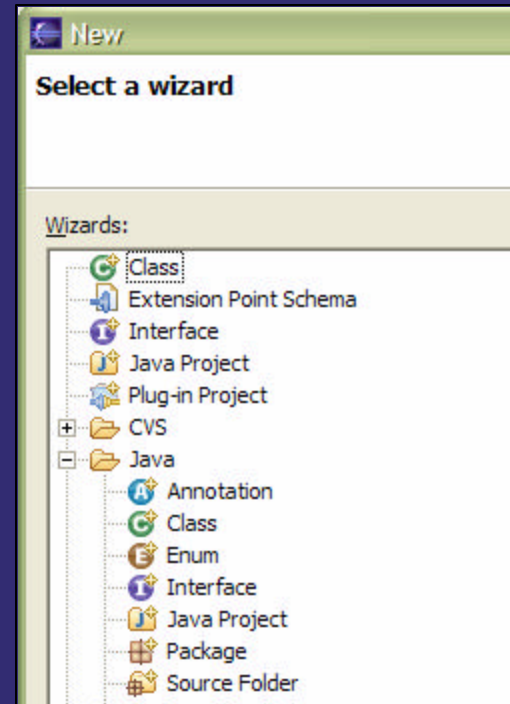 New
Select a wizard
Wizards:
Class
Extension Point Schema
Interface
Java Project
Plug-in Project
CVS
Java
Annotation
Class
Enum
Interface
Java Project
Package
Source Folder